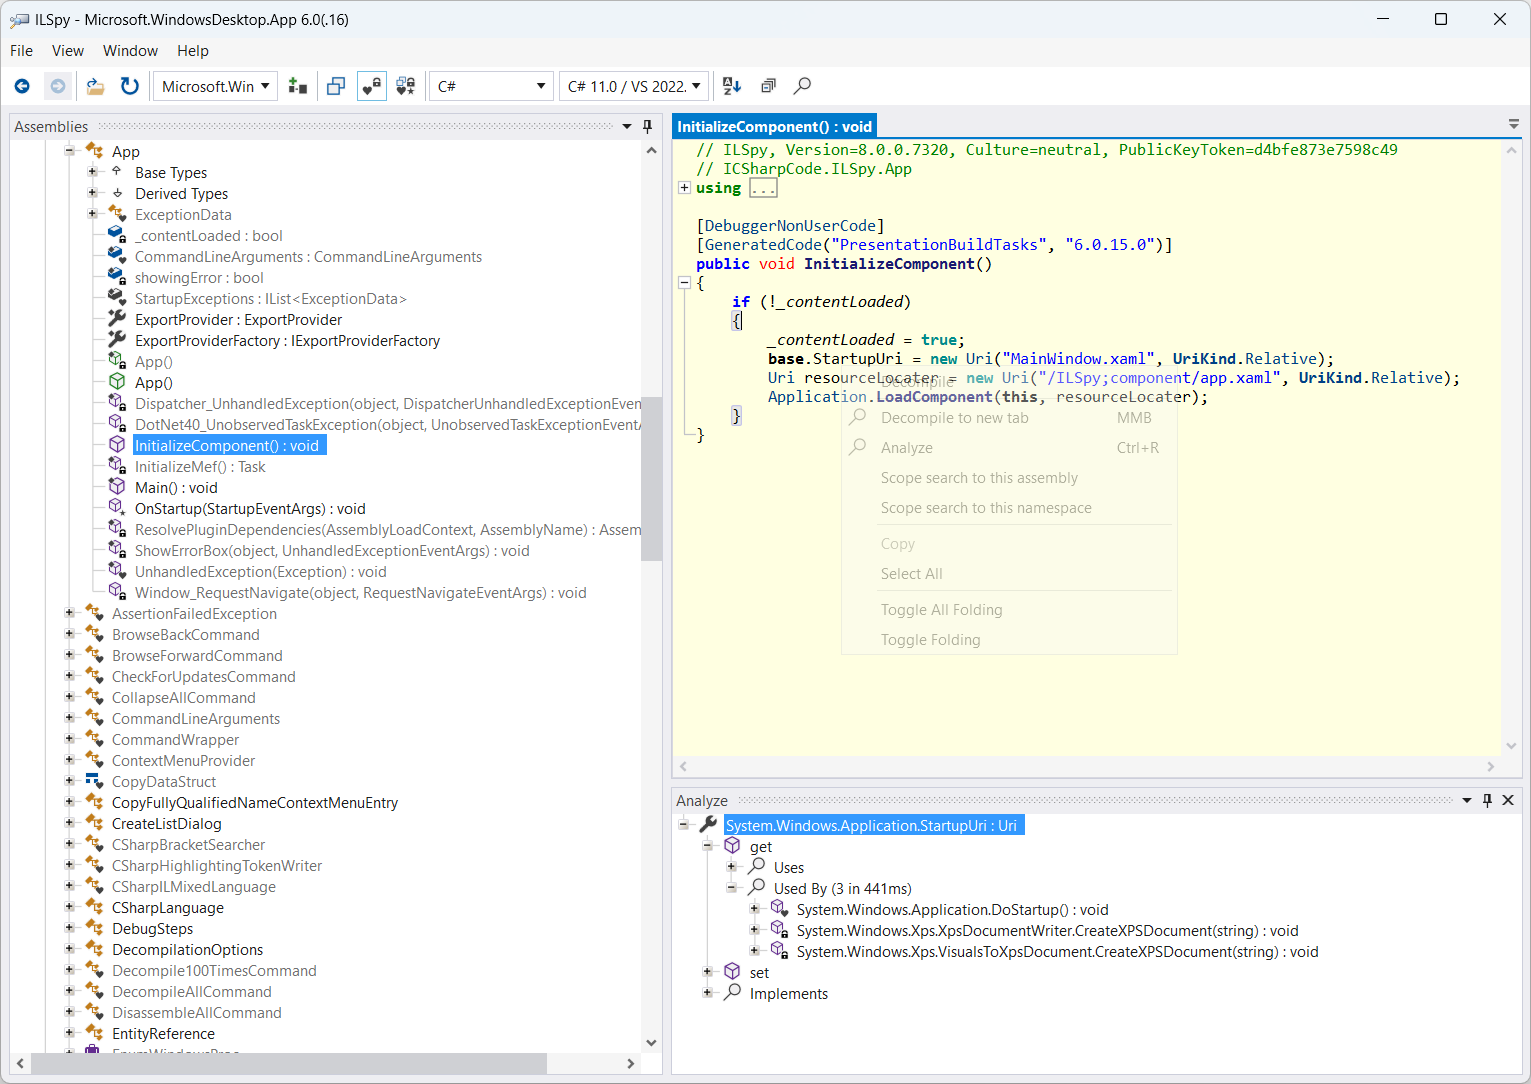 ILSpy - Microsoft.WindowsDesktop.App 6.0(.16)
File View Window Help
Microsoft.Win C# C# 11.0 / VS 2022.
Assemblies
App
Base Types
Derived Types
ExceptionData
_contentLoaded : bool
CommandLineArguments : CommandLineArguments
showingError : bool
StartupExceptions : IList<ExceptionData>
ExportProvider : ExportProvider
ExportProviderFactory : IExportProviderFactory
App()
App()
Dispatcher_UnhandledException(object, DispatcherUnhandledExceptionEven
DotNet40_UnobservedTaskException(object, UnobservedTaskExceptionEventA
InitializeComponent() : void
InitializeMef() : Task
Main() : void
OnStartup(StartupEventArgs) : void
ResolvePluginDependencies(AssemblyLoadContext, AssemblyName) : Assem
ShowErrorBox(object, UnhandledExceptionEventArgs) : void
UnhandledException(Exception) : void
Window_RequestNavigate(object, RequestNavigateEventArgs) : void
AssertionFailedException
BrowseBackCommand
BrowseForwardCommand
CheckForUpdatesCommand
CollapseAllCommand
CommandLineArguments
CommandWrapper
ContextMenuProvider
CopyDataStruct
CopyFullyQualifiedNameContextMenuEntry
CreateListDialog
CSharpBracketSearcher
CSharpHighlightingTokenWriter
CSharpILMixedLanguage
CSharpLanguage
DebugSteps
DecompilationOptions
Decompile100TimesCommand
DecompileAllCommand
DisassembleAllCommand
EntityReference
EnumWindowsProc
InitializeComponent() : void
// ILSpy, Version=8.0.0.7320, Culture=neutral, PublicKeyToken=d4bfe873e7598c49
// ICSharpCode.ILSpy.App
using ...
[DebuggerNonUserCode]
[GeneratedCode("PresentationBuildTasks", "6.0.15.0")]
public void InitializeComponent()
{
if (!_contentLoaded)
{
_contentLoaded = true;
base.StartupUri = new Uri("MainWindow.xaml", UriKind.Relative);
Uri resourceLocater = new Uri("/ILSpy;component/app.xaml", UriKind.Relative);
Application.LoadComponent(this, resourceLocater);
}
}
Decompile
Decompile to new tab MMB
Analyze Ctrl+R
Scope search to this assembly
Scope search to this namespace
Copy
Select All
Toggle All Folding
Toggle Folding
Analyze
System.Windows.Application.StartupUri : Uri
get
Uses
Used By (3 in 441ms)
System.Windows.Application.DoStartup() : void
System.Windows.Xps.XpsDocumentWriter.CreateXPSDocument(string) : void
System.Windows.Xps.VisualsToXpsDocument.CreateXPSDocument(string) : void
set
Implements